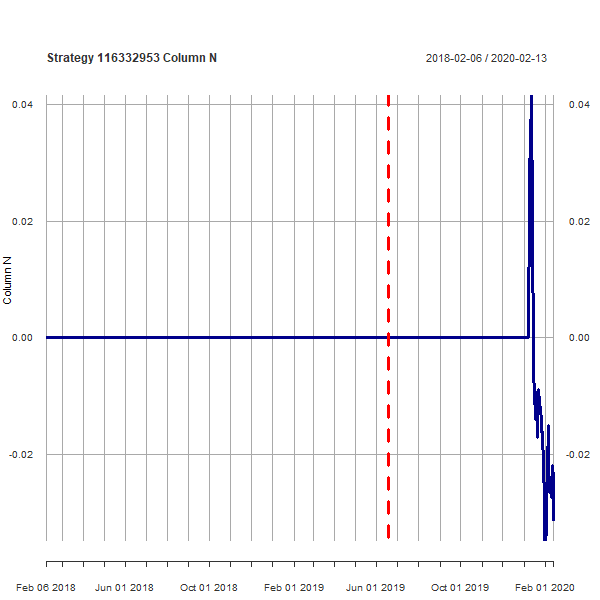 Strategy 116332953 Column N
2018-02-06 / 2020-02-13
0.04
0.04
0.02
0.02
Column N
0.00
0.00
-0.02
-0.02
Feb 06 2018
Jun 01 2018
Oct 01 2018
Feb 01 2019
Jun 01 2019
Oct 01 2019
Feb 01 2020